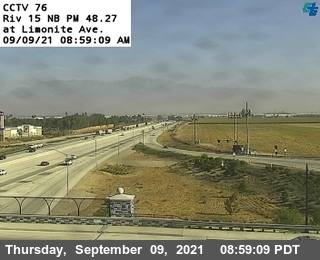 CCTV 76
Riv 15 NB PM 48.27
at Limonite Ave.
09/09/21 08:59:09 AM
Thursday, September 09, 2021 08:59:09 PDT